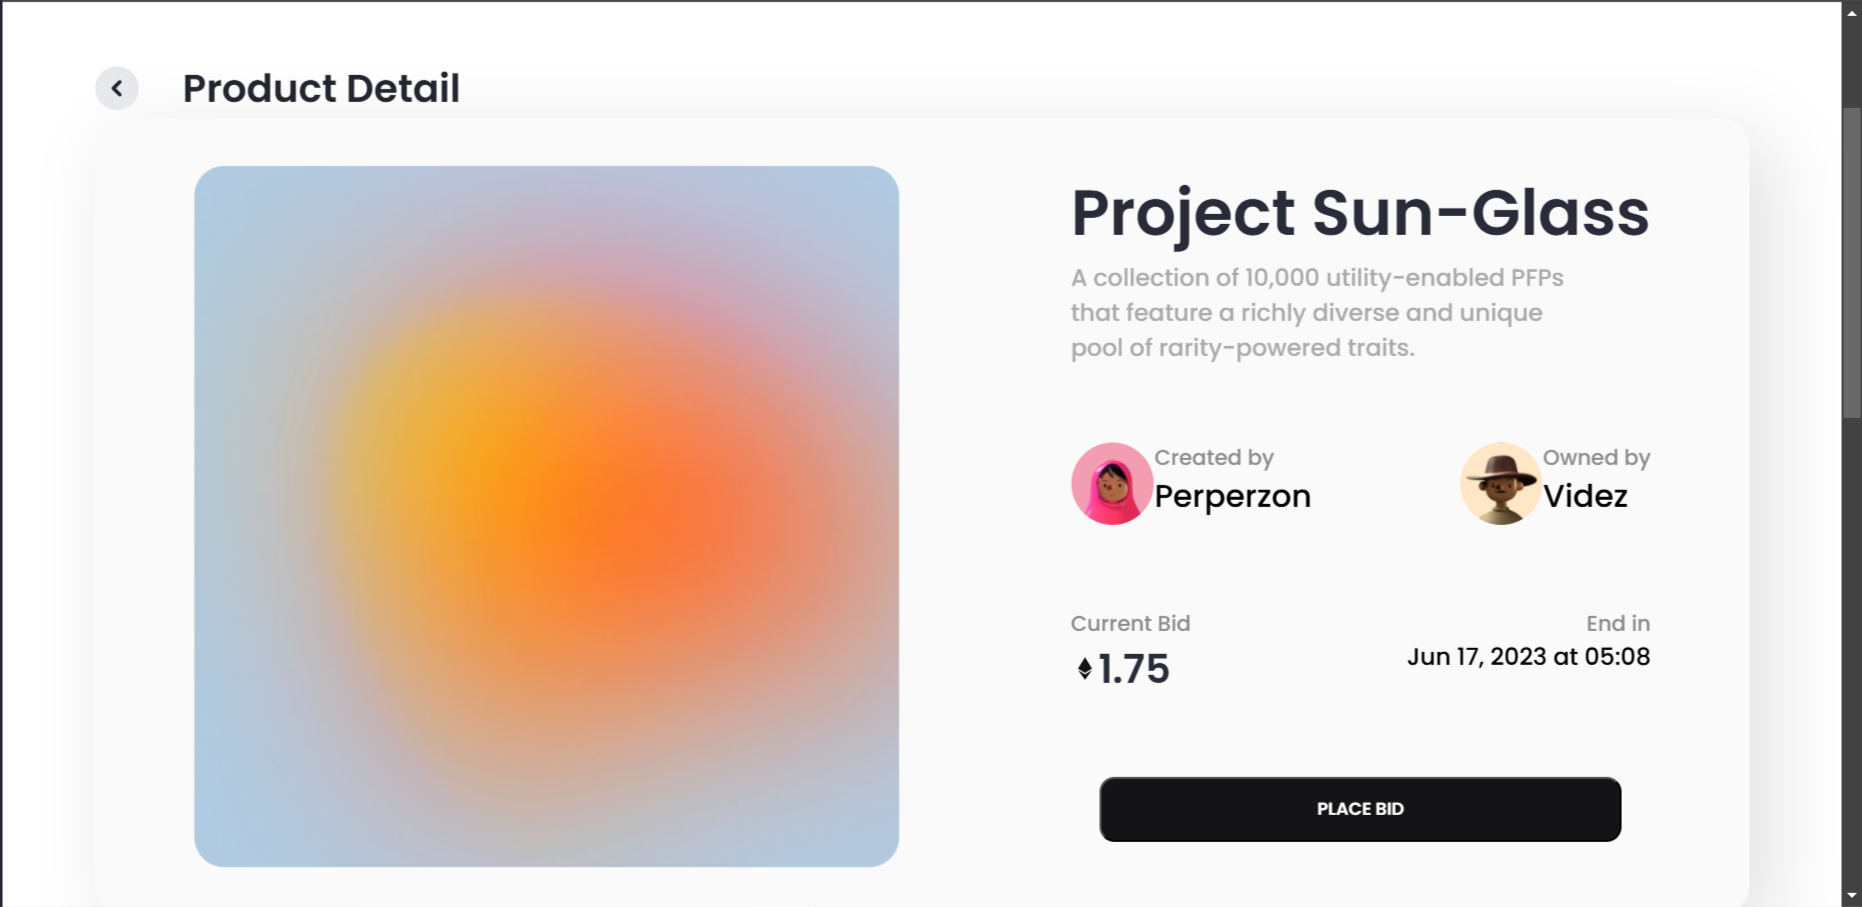 Product Detail
Project Sun-Glass
A collection of 10,000 utility-enabled PFPs
that feature a richly diverse and unique
pool of rarity-powered traits.
Created by
Perperzon
Owned by
Videz
Current Bid
1.75
End in
Jun 17, 2023 at 05:08
PLACE BID